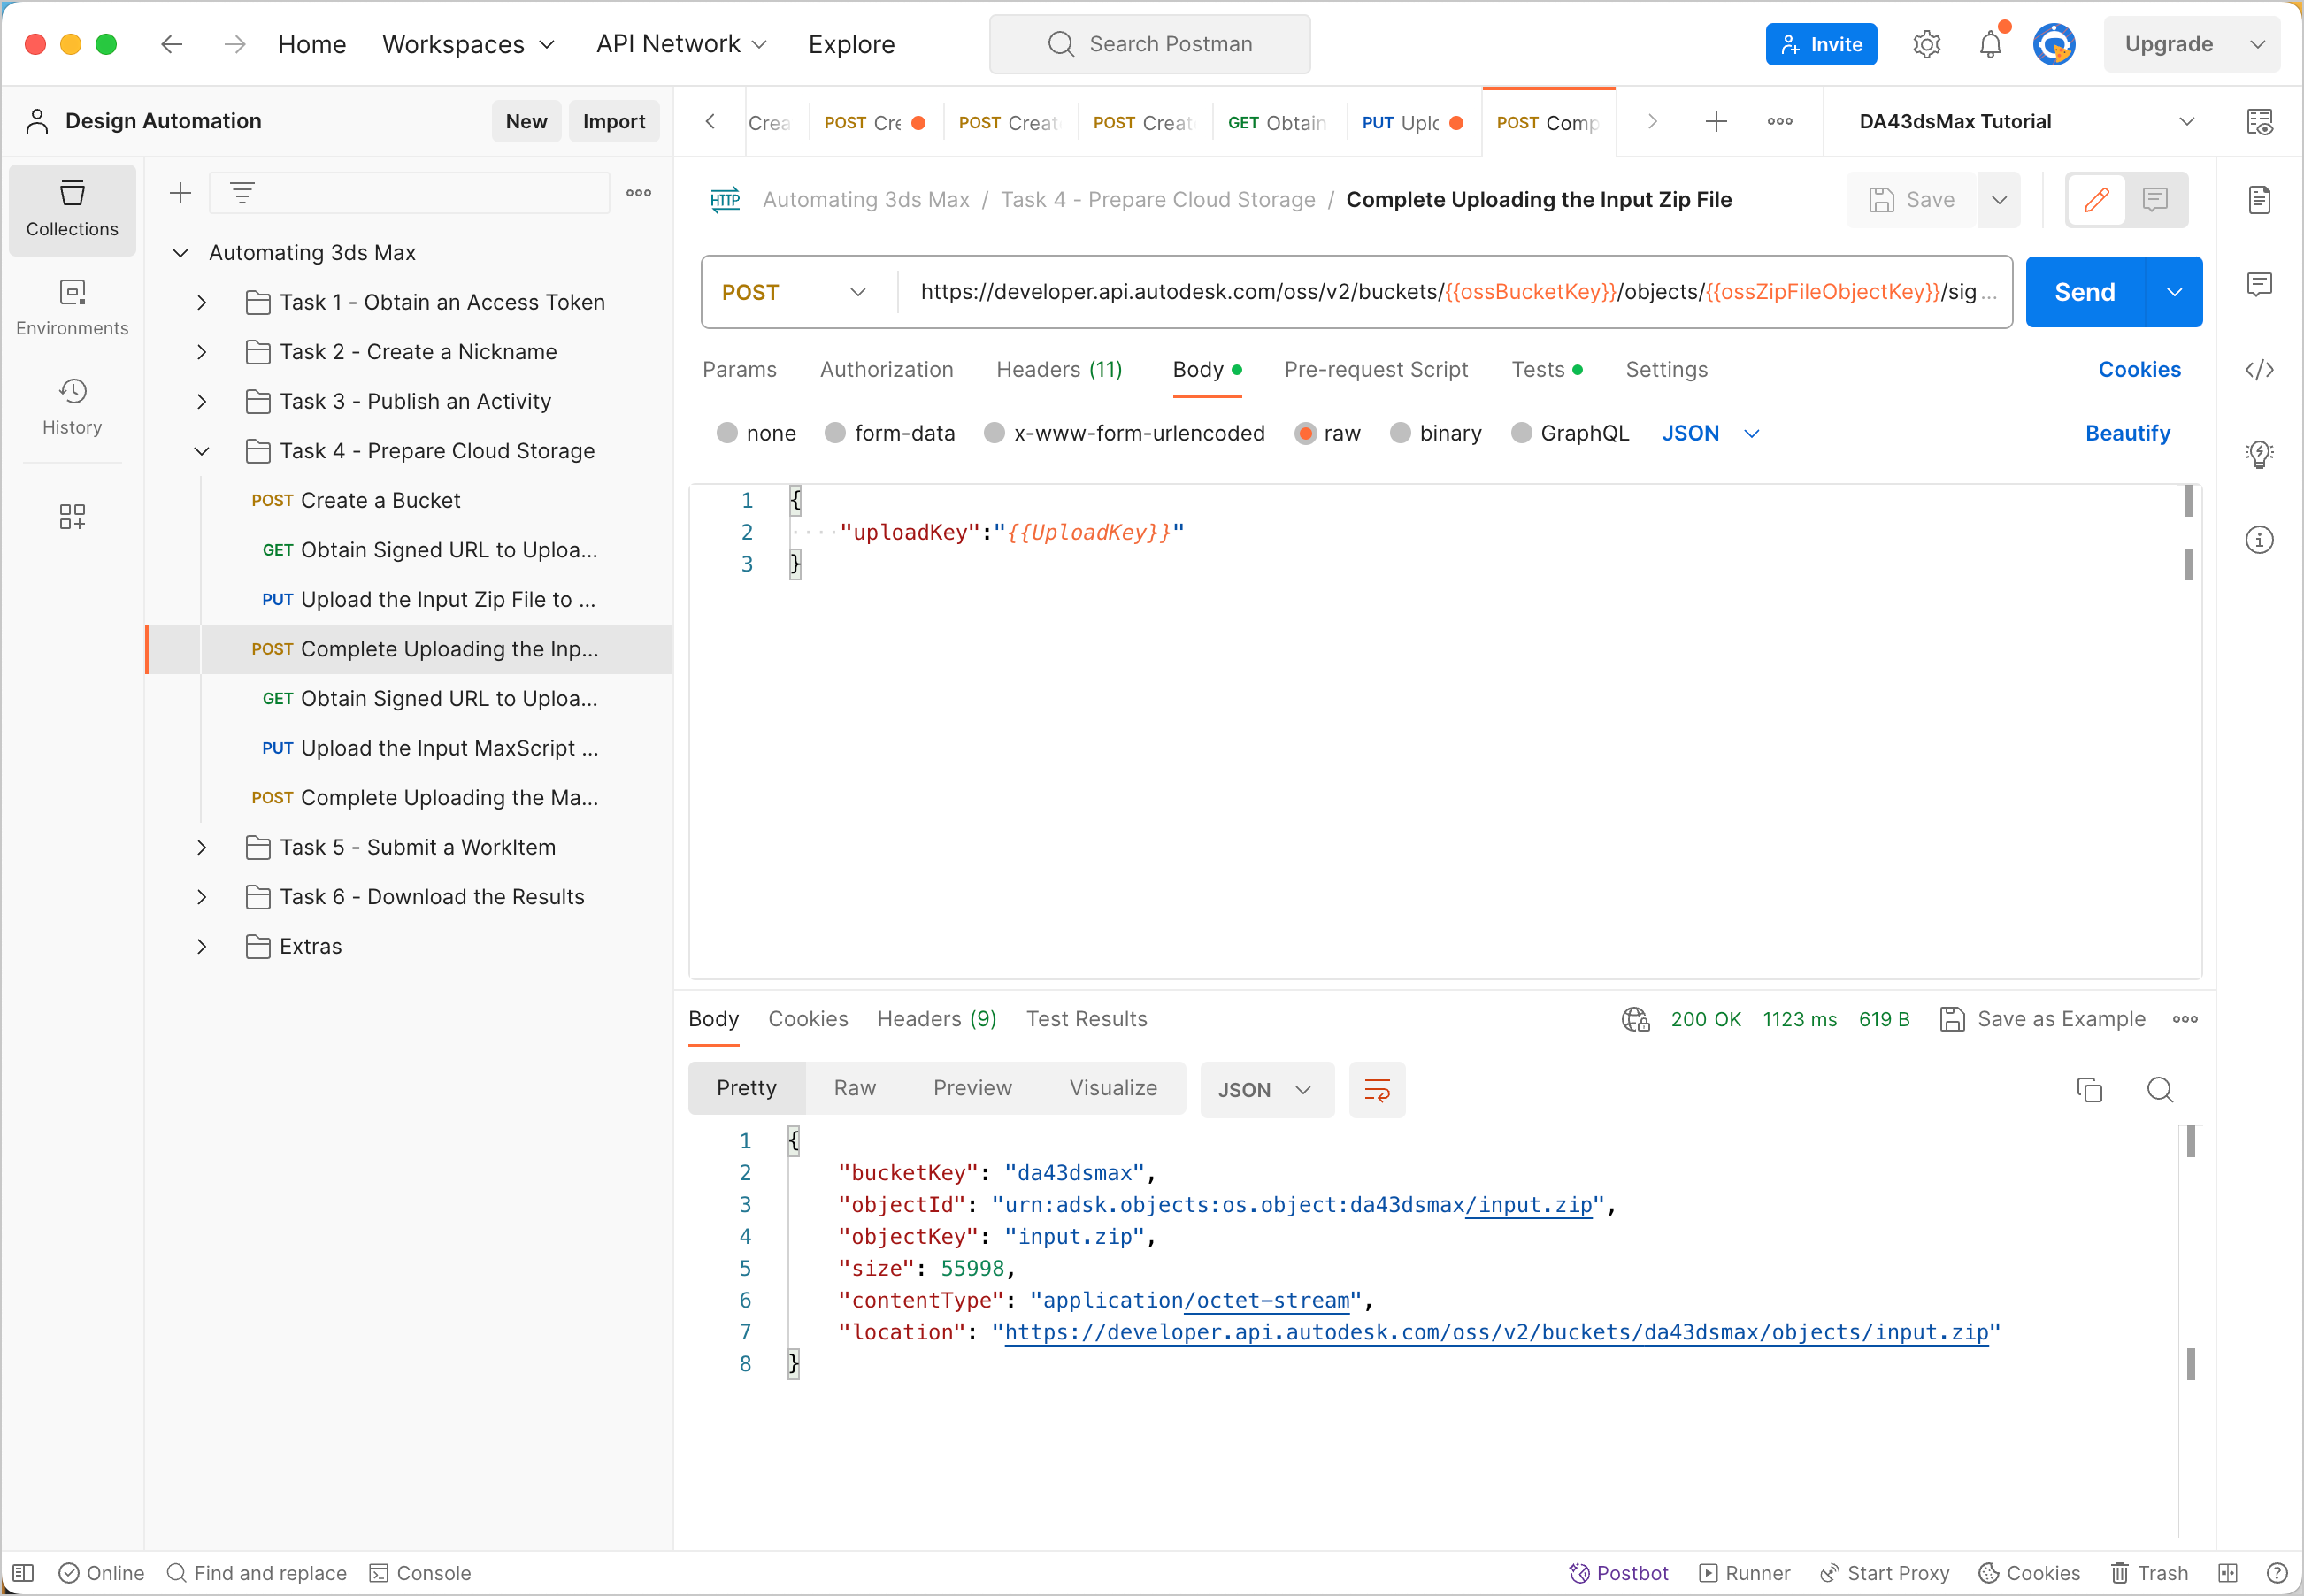 Home Workspaces API Network Explore Search Postman Invite Upgrade
Design Automation New Import
Crea POST Cre POST Creat POST Creat GET Obtain PUT Uplo POST Comp DA43dsMax Tutorial
Collections
Environments
History
Automating 3ds Max
Task 1 - Obtain an Access Token
Task 2 - Create a Nickname
Task 3 - Publish an Activity
Task 4 - Prepare Cloud Storage
POST Create a Bucket
GET Obtain Signed URL to Uploa...
PUT Upload the Input Zip File to ...
POST Complete Uploading the Inp...
GET Obtain Signed URL to Uploa...
PUT Upload the Input MaxScript ...
POST Complete Uploading the Ma...
Task 5 - Submit a WorkItem
Task 6 - Download the Results
Extras
HTTP Automating 3ds Max / Task 4 - Prepare Cloud Storage / Complete Uploading the Input Zip File Save
POST https://developer.api.autodesk.com/oss/v2/buckets/{{ossBucketKey}}/objects/{{ossZipFileObjectKey}}/sig... Send
Params Authorization Headers (11) Body Pre-request Script Tests Settings Cookies
none form-data x-www-form-urlencoded raw binary GraphQL JSON Beautify
1 {
2 "uploadKey":"{{UploadKey}}"
3 }
Body Cookies Headers (9) Test Results 200 OK 1123 ms 619 B Save as Example
Pretty Raw Preview Visualize JSON
1 {
2 "bucketKey": "da43dsmax",
3 "objectId": "urn:adsk.objects:os.object:da43dsmax/input.zip",
4 "objectKey": "input.zip",
5 "size": 55998,
6 "contentType": "application/octet-stream",
7 "location": "https://developer.api.autodesk.com/oss/v2/buckets/da43dsmax/objects/input.zip"
8 }
Online Find and replace Console Postbot Runner Start Proxy Cookies Trash